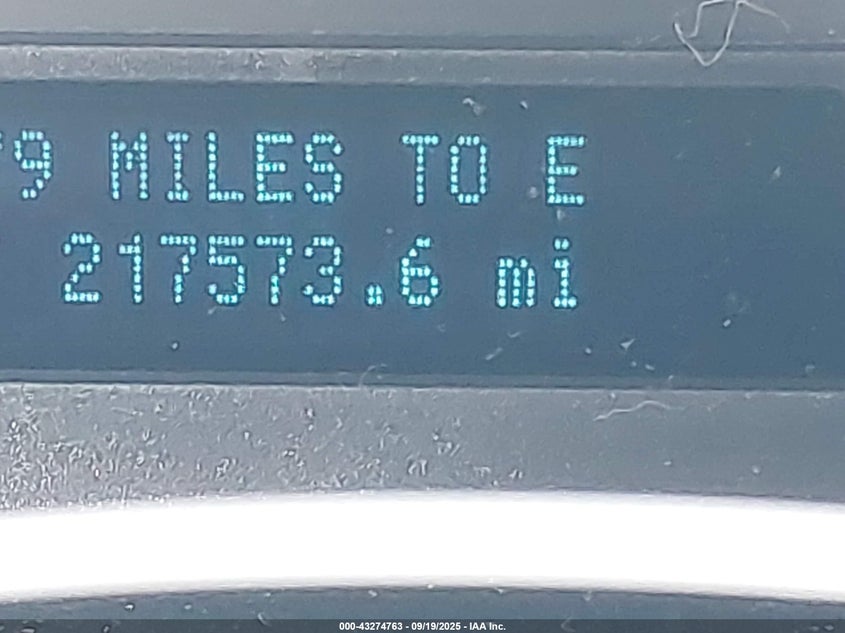 9 MILES TO E
217573.6 mi
000-43274763 - 09/19/2025 - IAA Inc.